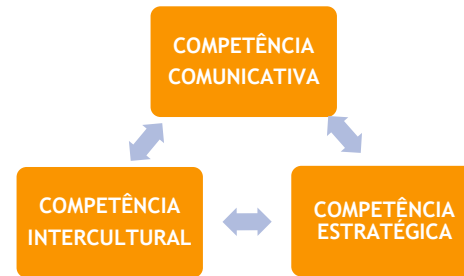 COMPETÊNCIA
COMUNICATIVA
COMPETÊNCIA
INTERCULTURAL
COMPETÊNCIA
ESTRATÉGICA